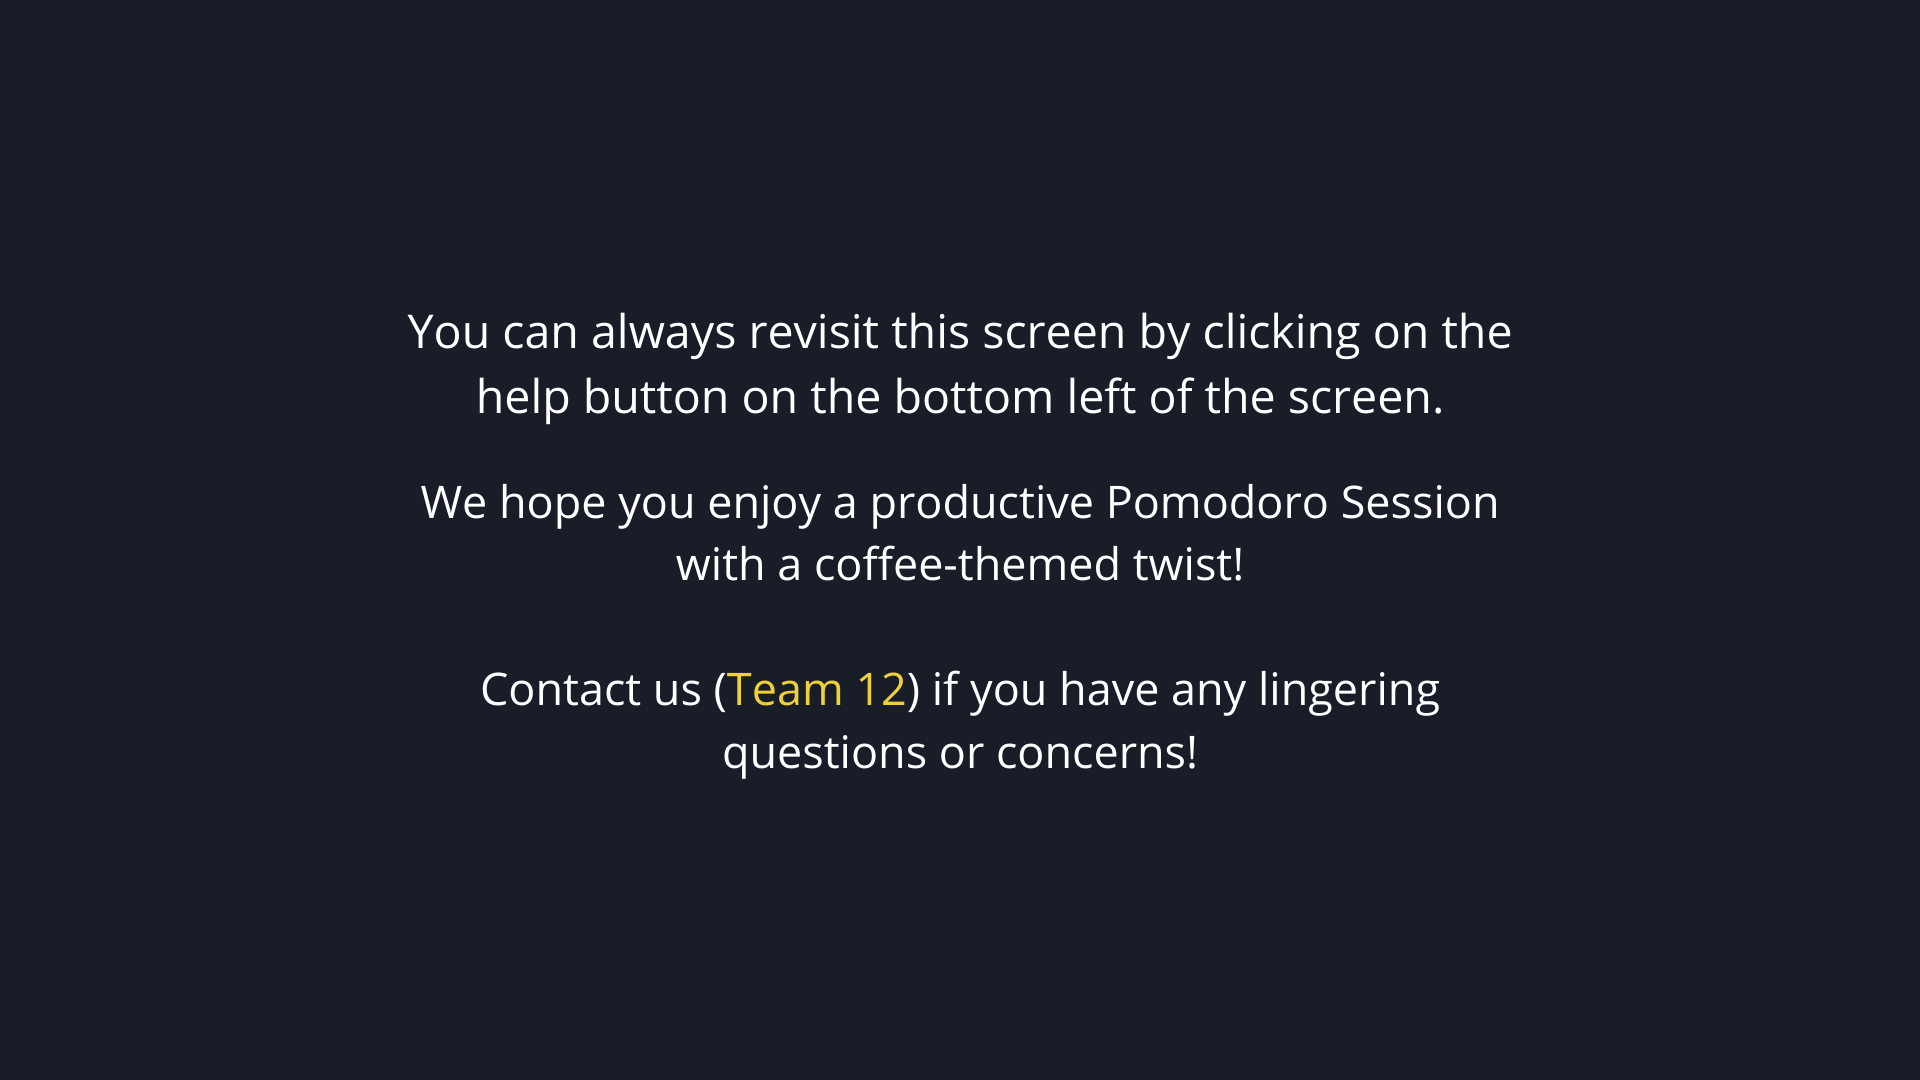 You can always revisit this screen by clicking on the
help button on the bottom left of the screen.
We hope you enjoy a productive Pomodoro Session
with a coffee-themed twist!
Contact us (Team 12) if you have any lingering
questions or concerns!